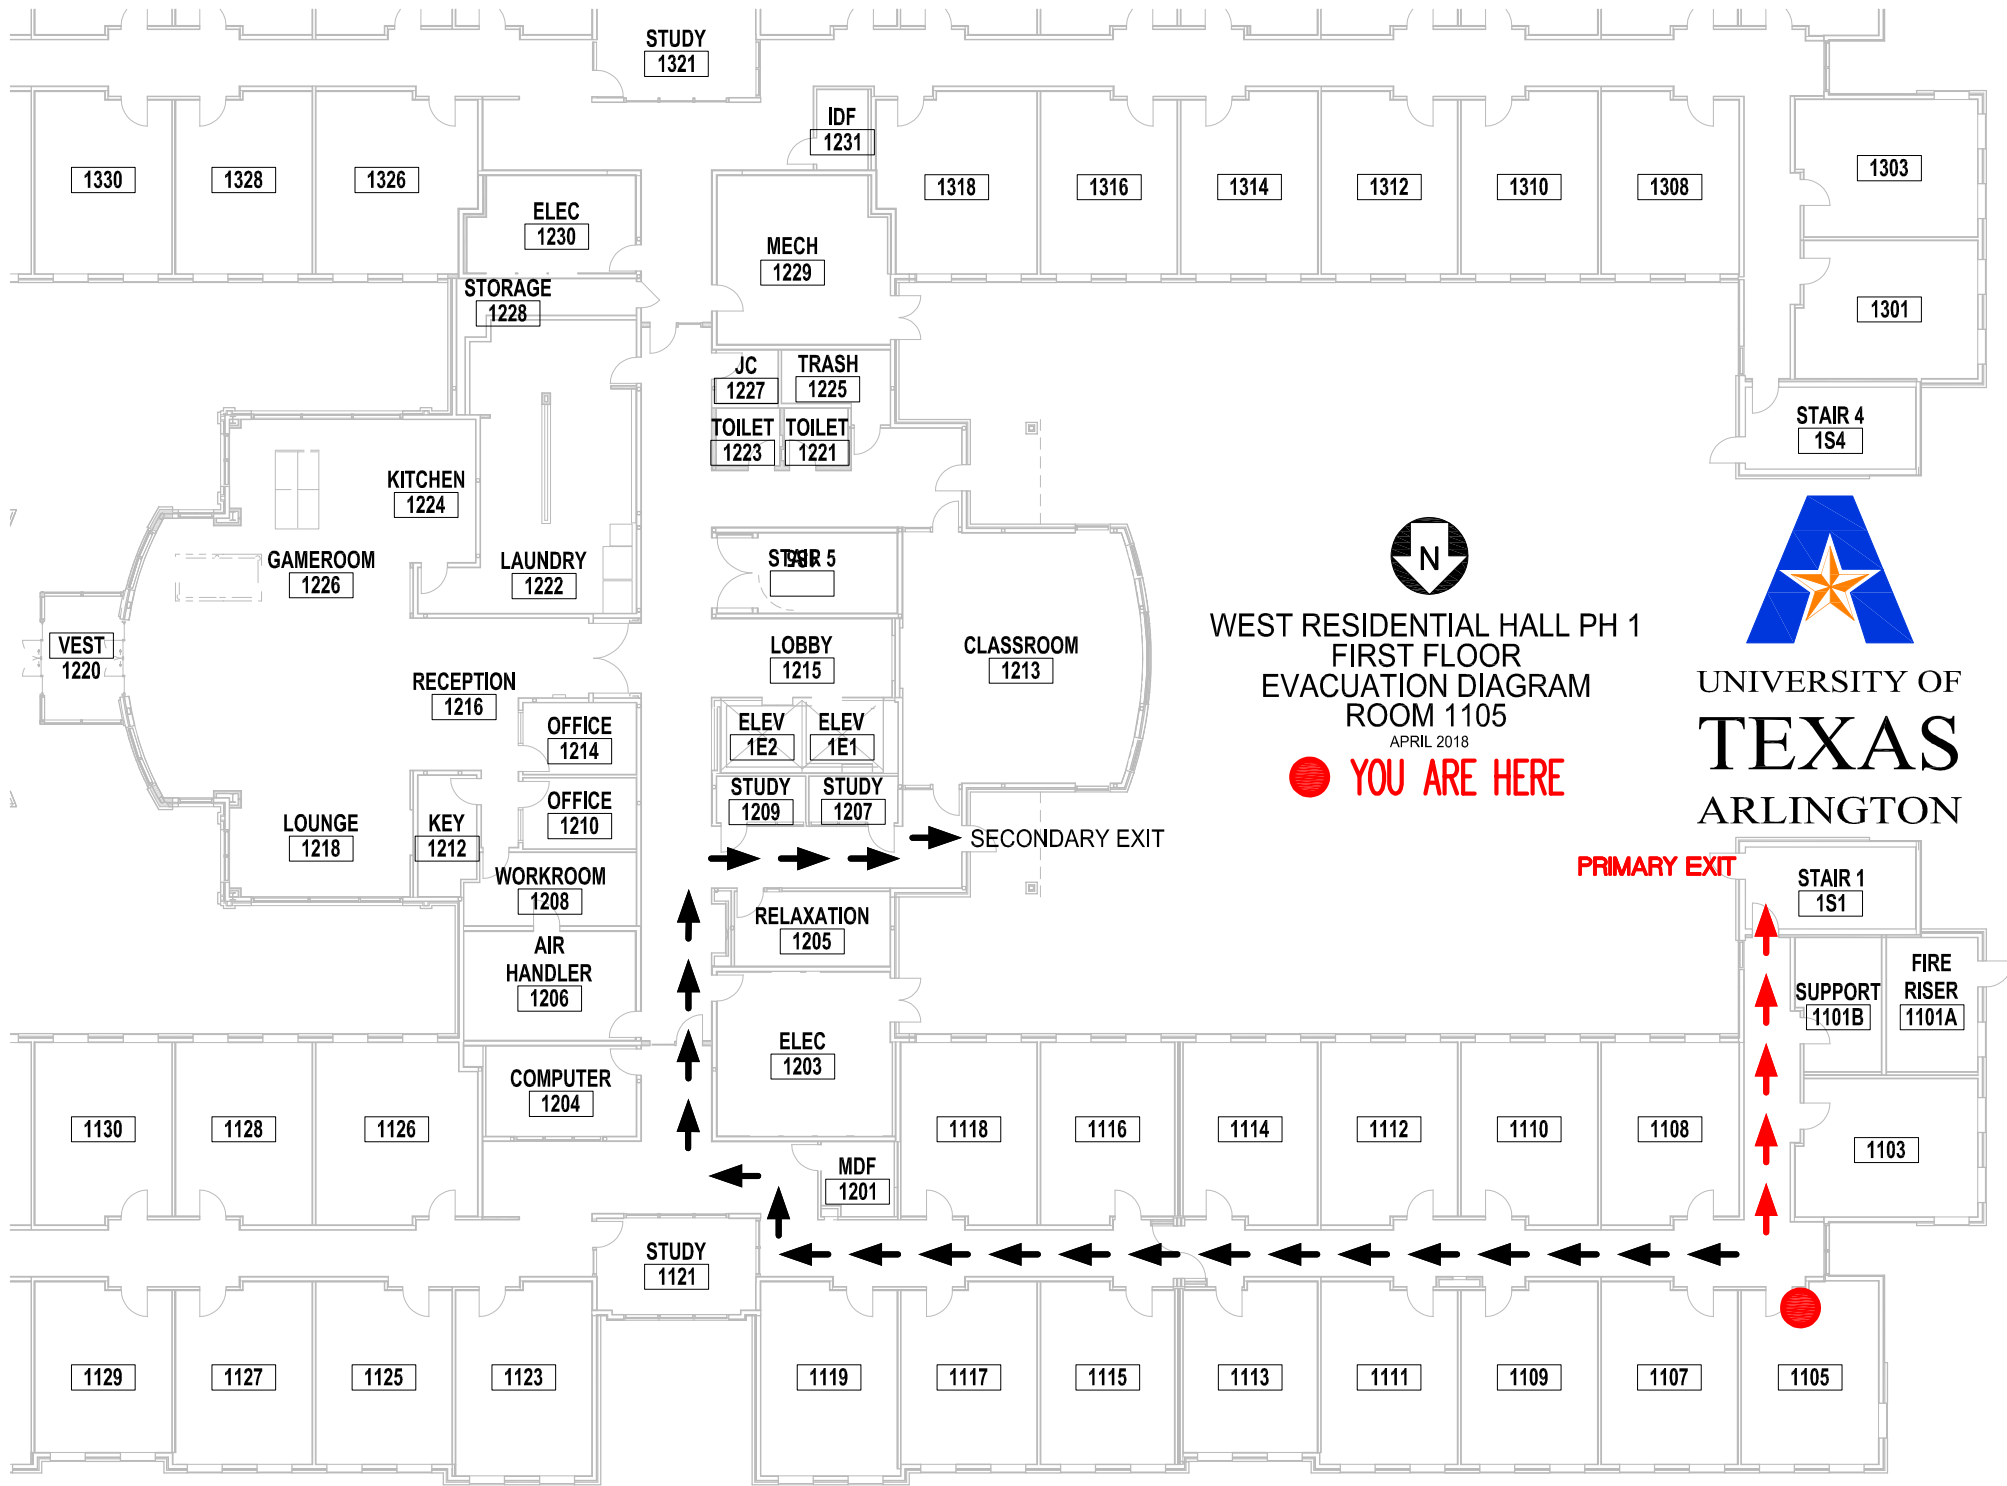 STUDY
1321
IDF
1231
1330
1328
1326
1318
1316
1314
1312
1310
1308
1303
ELEC
1230
MECH
1229
STORAGE
1228
1301
JC
1227
TRASH
1225
TOILET
1223
TOILET
1221
STAIR 4
1S4
KITCHEN
1224
GAMEROOM
1226
LAUNDRY
1222
STAIR 5
N
VEST
1220
LOBBY
1215
CLASSROOM
1213
WEST RESIDENTIAL HALL PH 1
FIRST FLOOR
EVACUATION DIAGRAM
ROOM 1105
APRIL 2018
YOU ARE HERE
UNIVERSITY OF
TEXAS
ARLINGTON
RECEPTION
1216
OFFICE
1214
ELEV
1E2
ELEV
1E1
STUDY
1209
STUDY
1207
OFFICE
1210
LOUNGE
1218
KEY
1212
SECONDARY EXIT
PRIMARY EXIT
STAIR 1
1S1
WORKROOM
1208
RELAXATION
1205
AIR
HANDLER
1206
SUPPORT
1101B
FIRE
RISER
1101A
ELEC
1203
COMPUTER
1204
1130
1128
1126
1118
1116
1114
1112
1110
1108
1103
MDF
1201
STUDY
1121
1129
1127
1125
1123
1119
1117
1115
1113
1111
1109
1107
1105